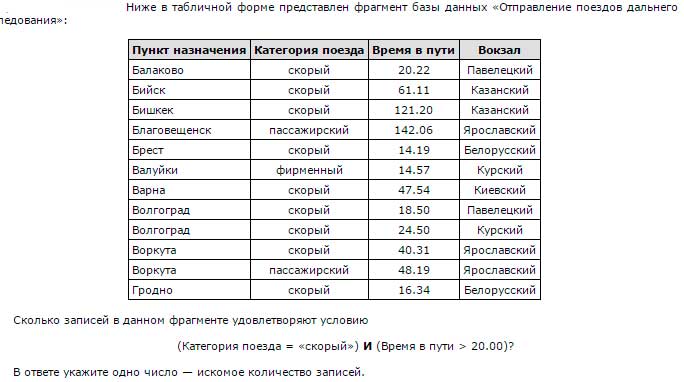 Ниже в табличной форме представлен фрагмент базы данных «Отправление поездов дальнего
ледования»:
Пункт назначения Категория поезда Время в пути Вокзал
Балаково скорый 20.22 Павелецкий
Бийск скорый 61.11 Казанский
Бишкек скорый 121.20 Казанский
Благовещенск пассажирский 142.06 Ярославский
Брест скорый 14.19 Белорусский
Валуйки фирменный 14.57 Курский
Варна скорый 47.54 Киевский
Волгоград скорый 18.50 Павелецкий
Волгоград скорый 24.50 Курский
Воркута скорый 40.31 Ярославский
Воркута пассажирский 48.19 Ярославский
Гродно скорый 16.34 Белорусский
Сколько записей в данном фрагменте удовлетворяют условию
(Категория поезда = «скорый») И (Время в пути > 20.00)?
В ответе укажите одно число — искомое количество записей.